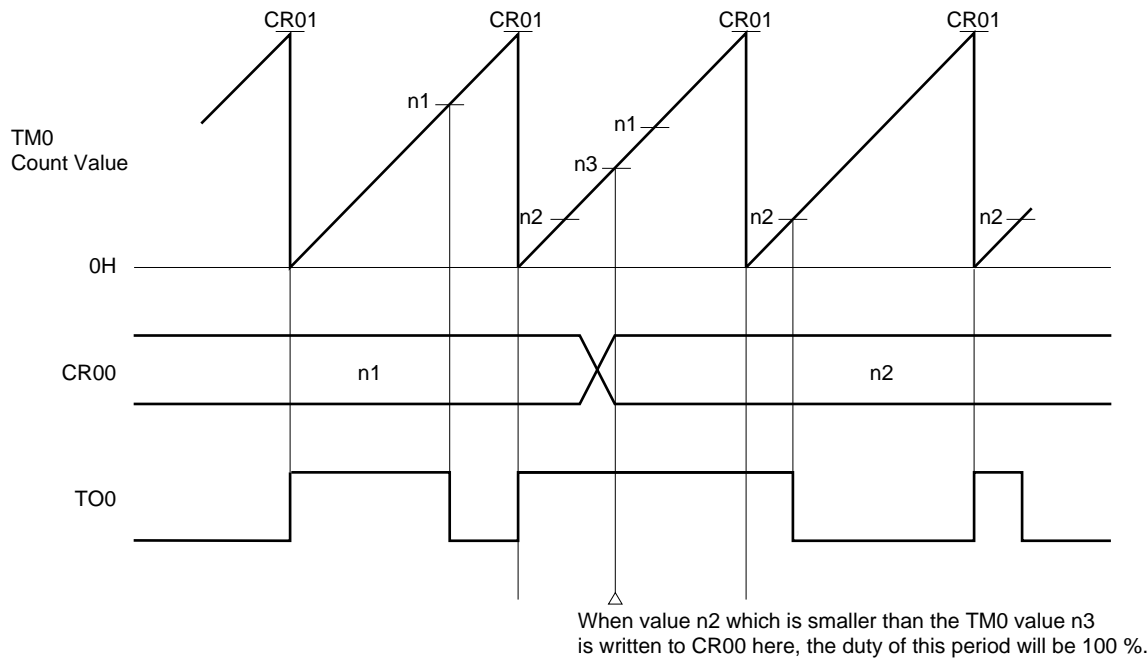 CR01 CR01 CR01 CR01
n1
n1
TM0
Count Value
n3
n2
n2
n2
0H
CR00
n1
n2
TO0
When value n2 which is smaller than the TM0 value n3
is written to CR00 here, the duty of this period will be 100 %.